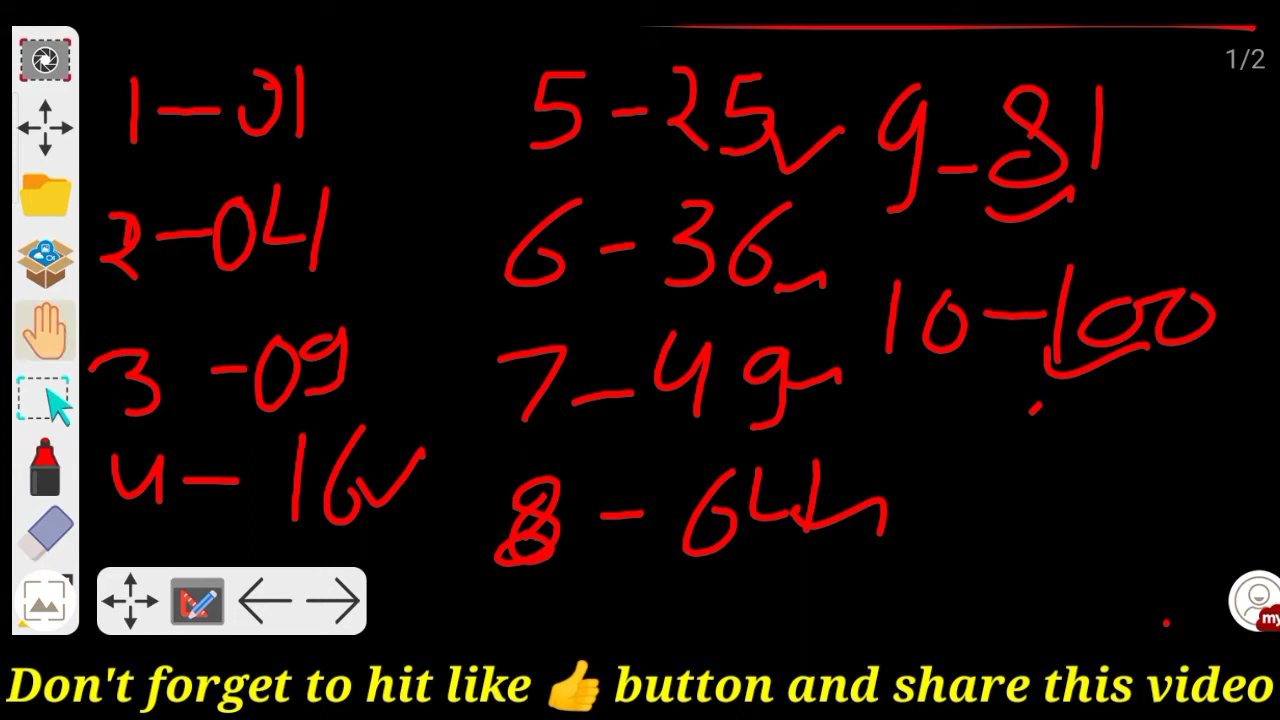 1/2
1 - 01
2 - 04
3 - 09
4 - 16
5 - 25
6 - 36
7 - 49
8 - 64
9 - 81
10 - 100
my
Don't forget to hit like 👍 button and share this video